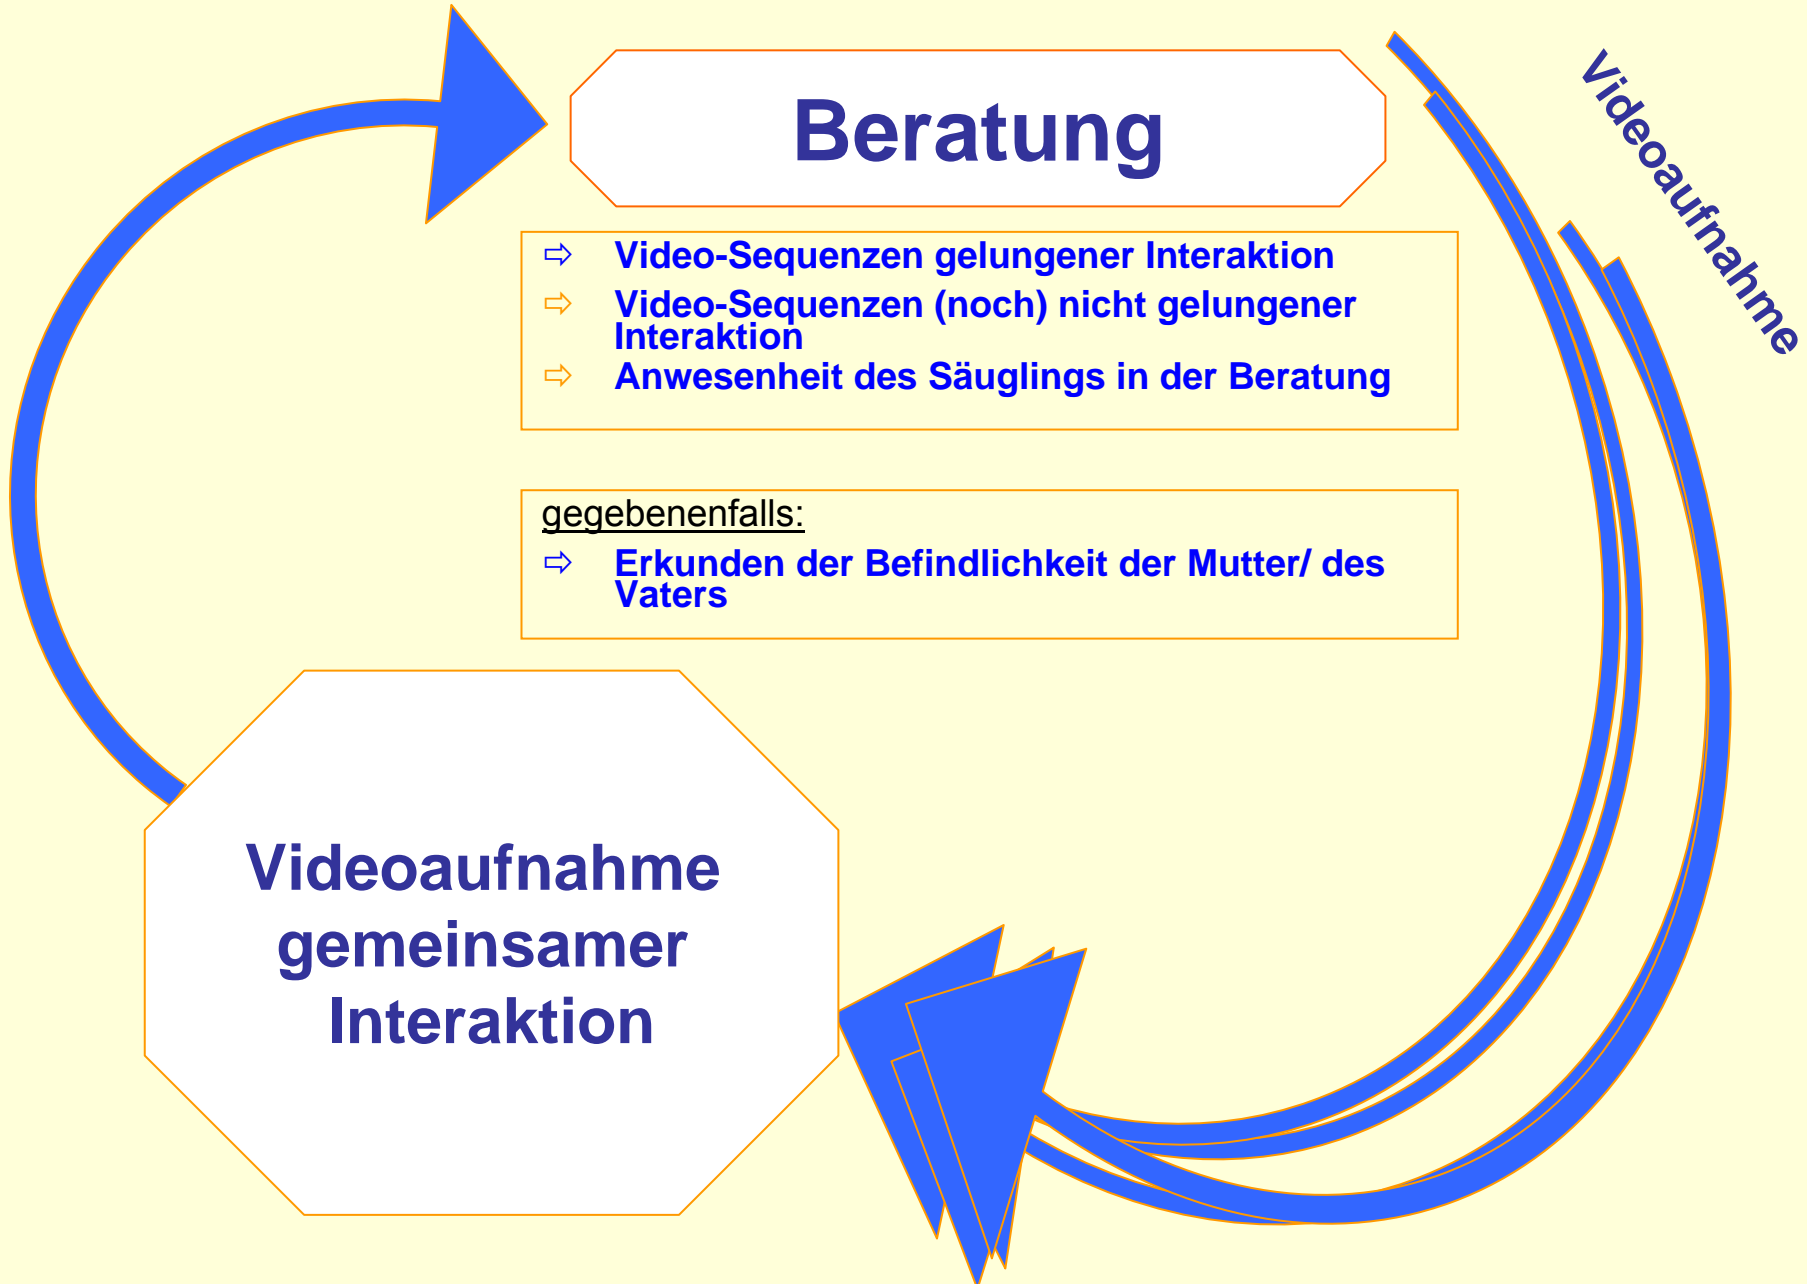 Beratung
Videoaufnahme
⇨ Video-Sequenzen gelungener Interaktion
⇨ Video-Sequenzen (noch) nicht gelungener
Interaktion
⇨ Anwesenheit des Säuglings in der Beratung
gegebenenfalls:
⇨ Erkunden der Befindlichkeit der Mutter/ des
Vaters
Videoaufnahme
gemeinsamer
Interaktion